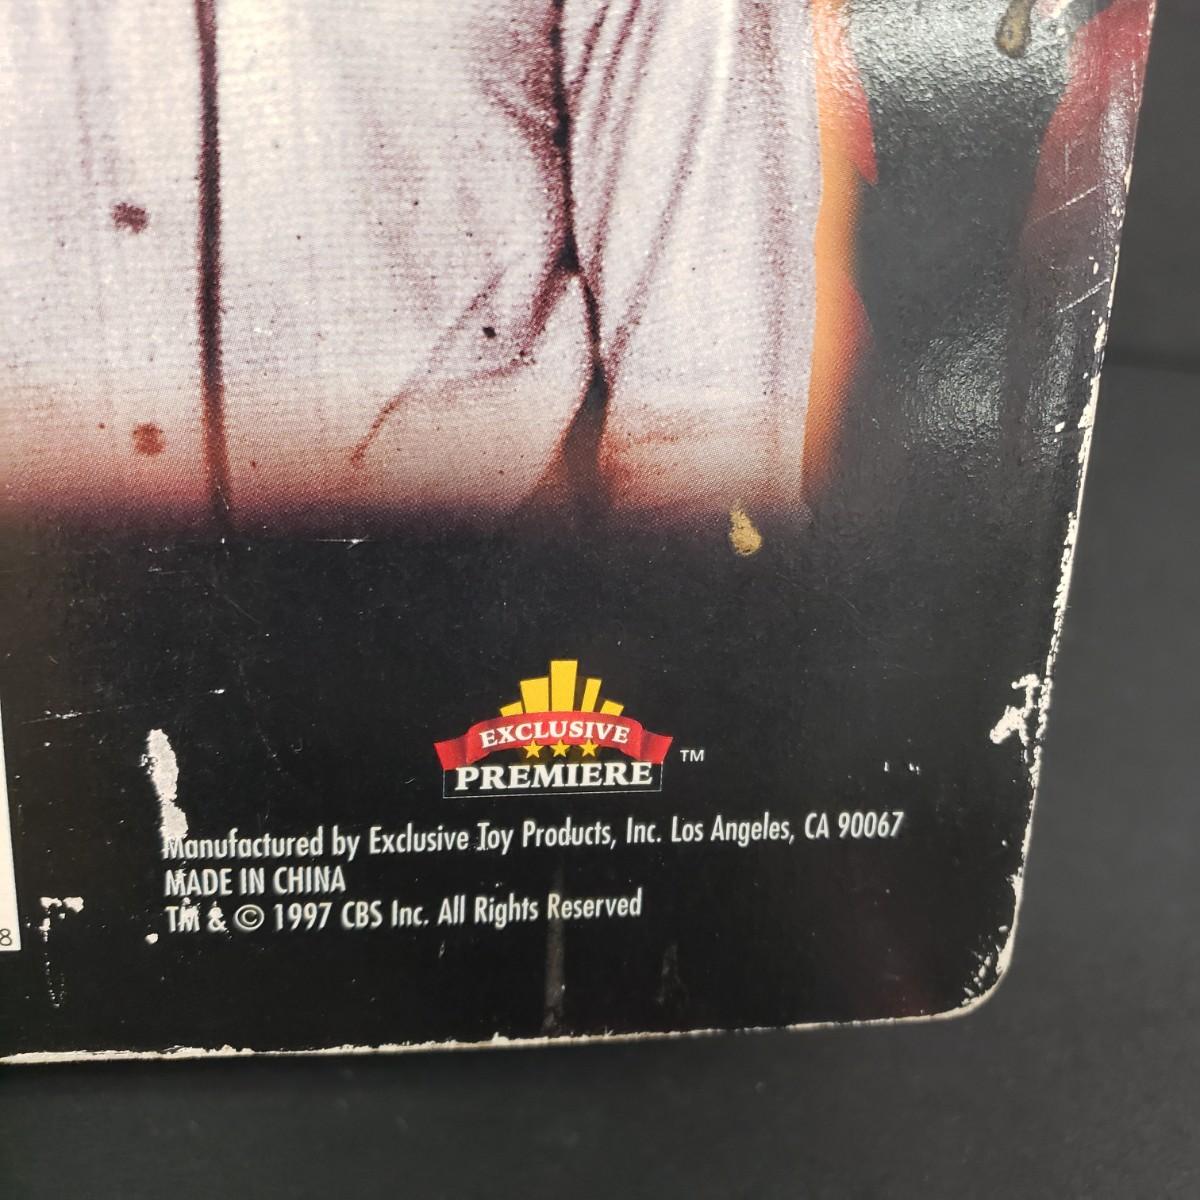 EXCLUSIVE
PREMIERE
TM
Manufactured by Exclusive Toy Products, Inc. Los Angeles, CA 90067
MADE IN CHINA
TM & © 1997 CBS Inc. All Rights Reserved
8